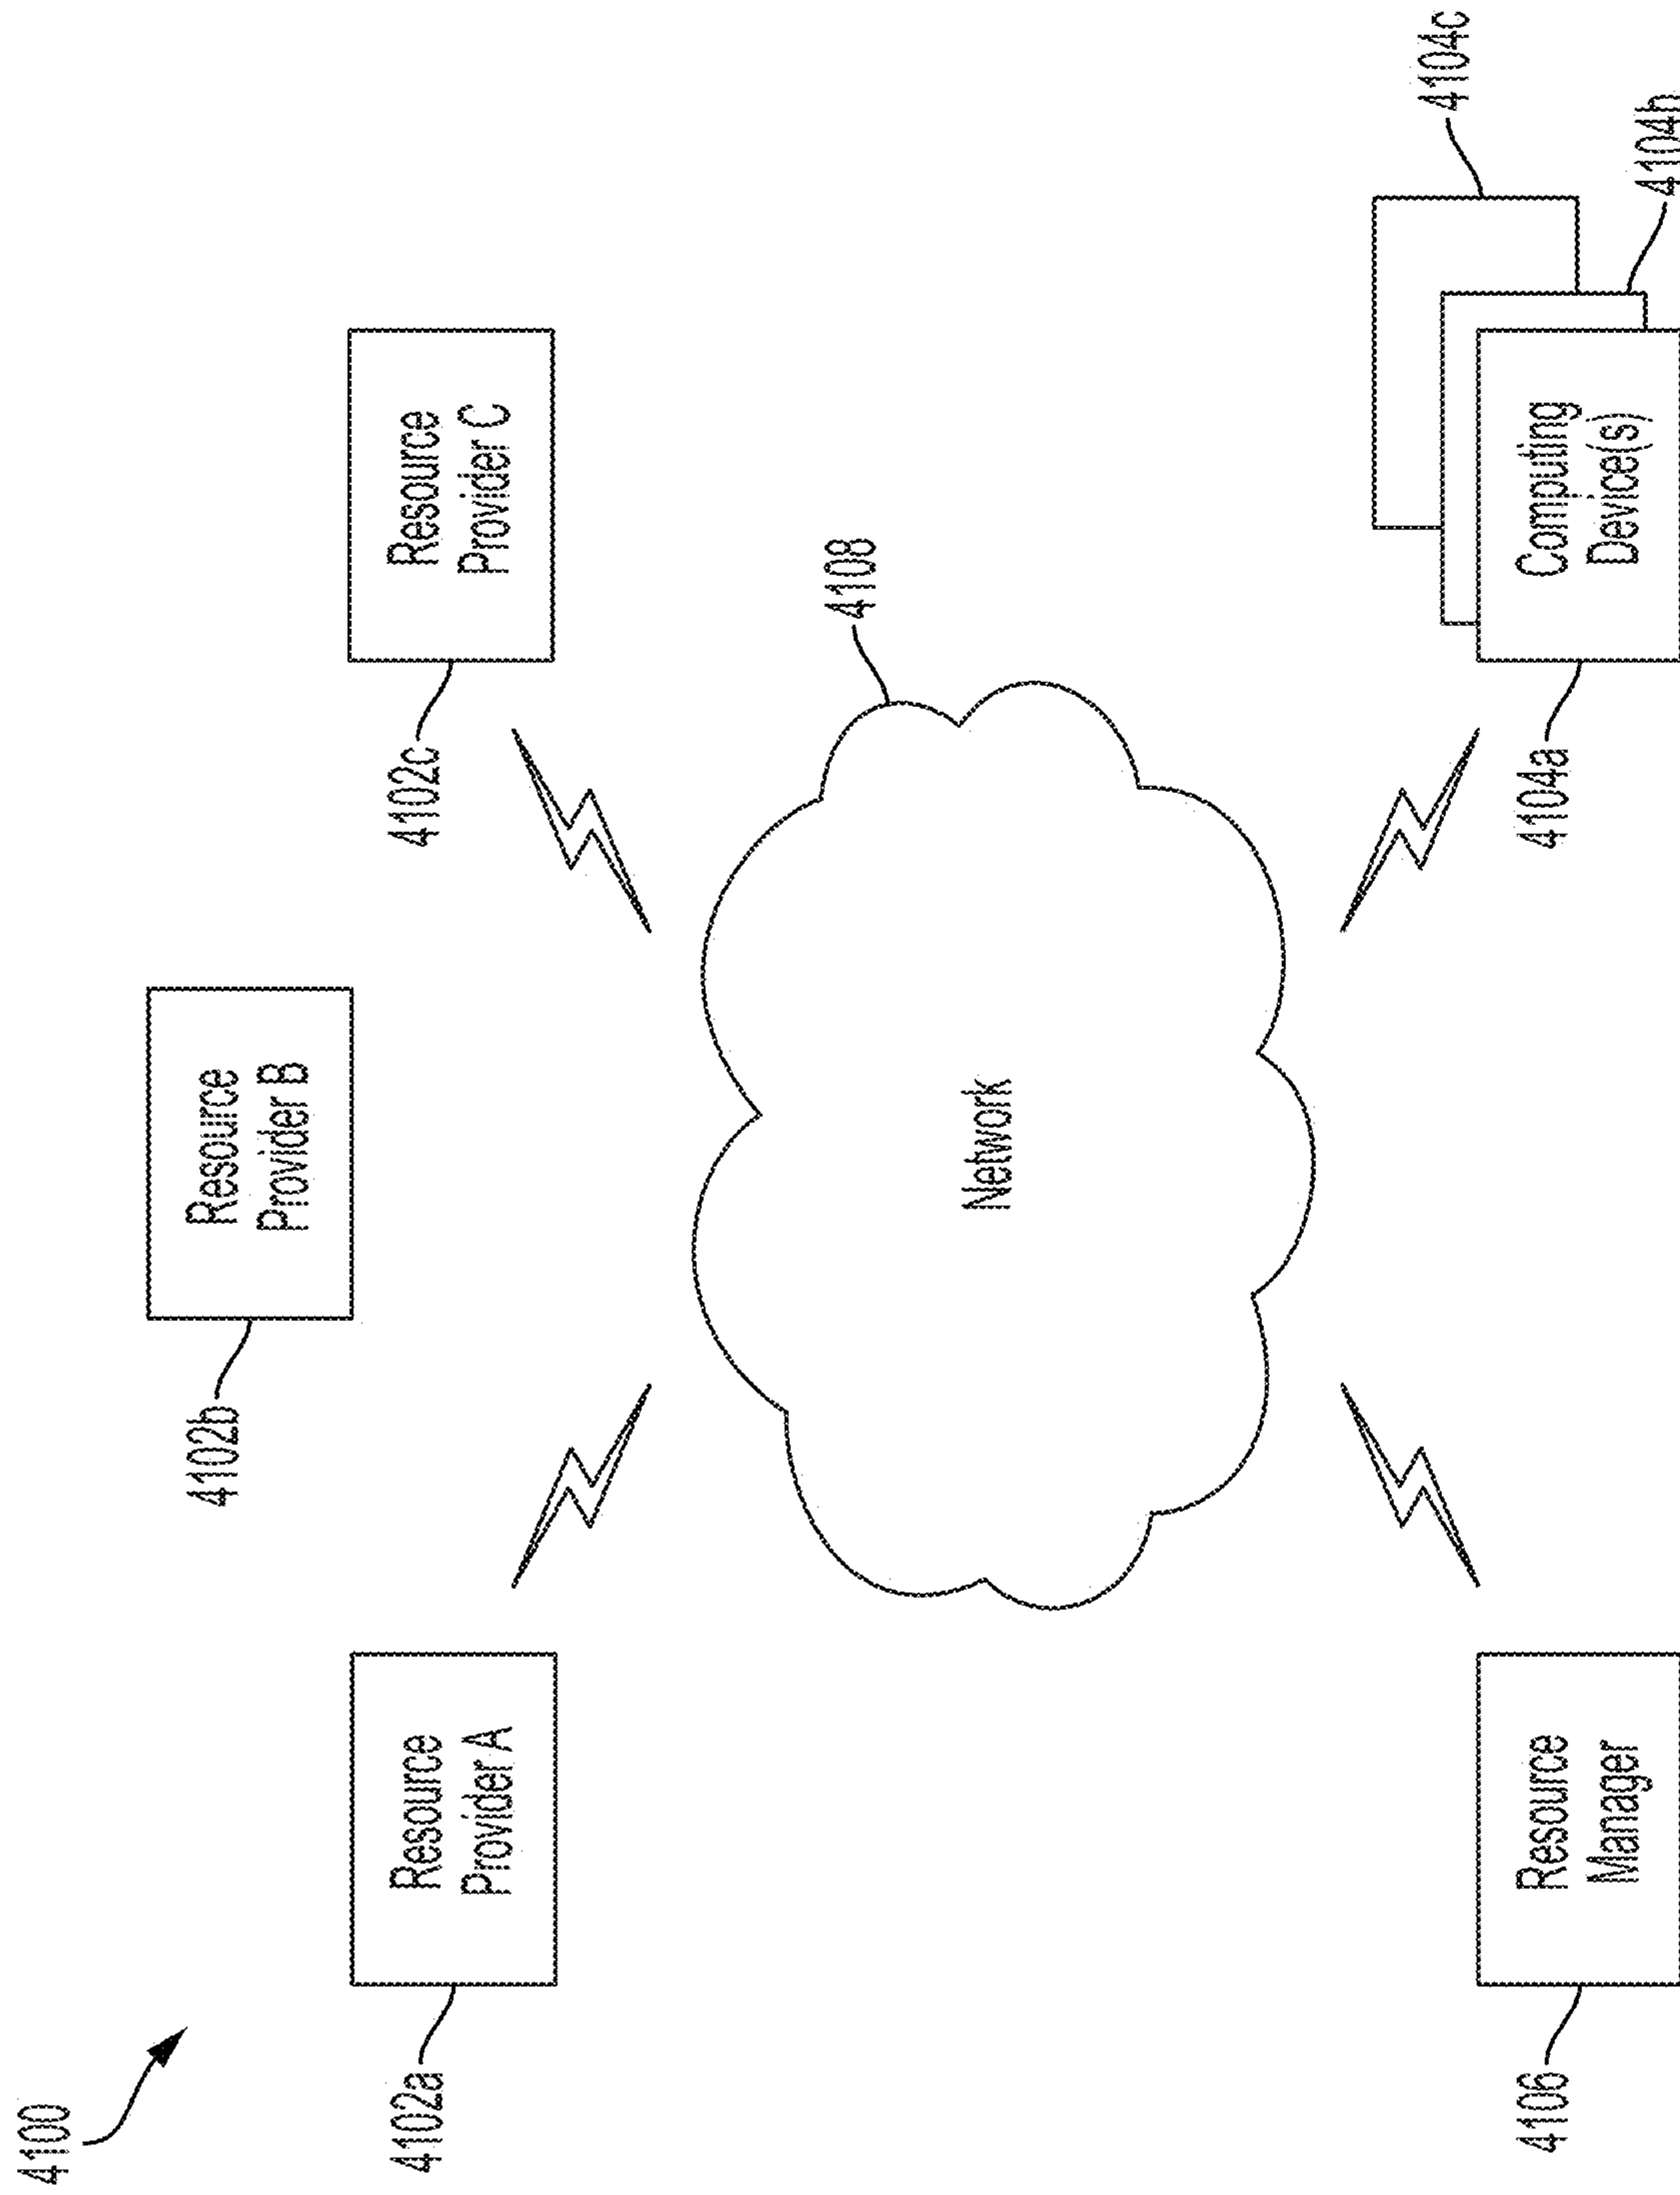 4100
Resource
Provider B
4102b
Resource
Provider A
4102a
Resource
Provider C
4102c
4108
Network
Resource
Manager
4106
Computing
Device(s)
4104a
4104b
4104c